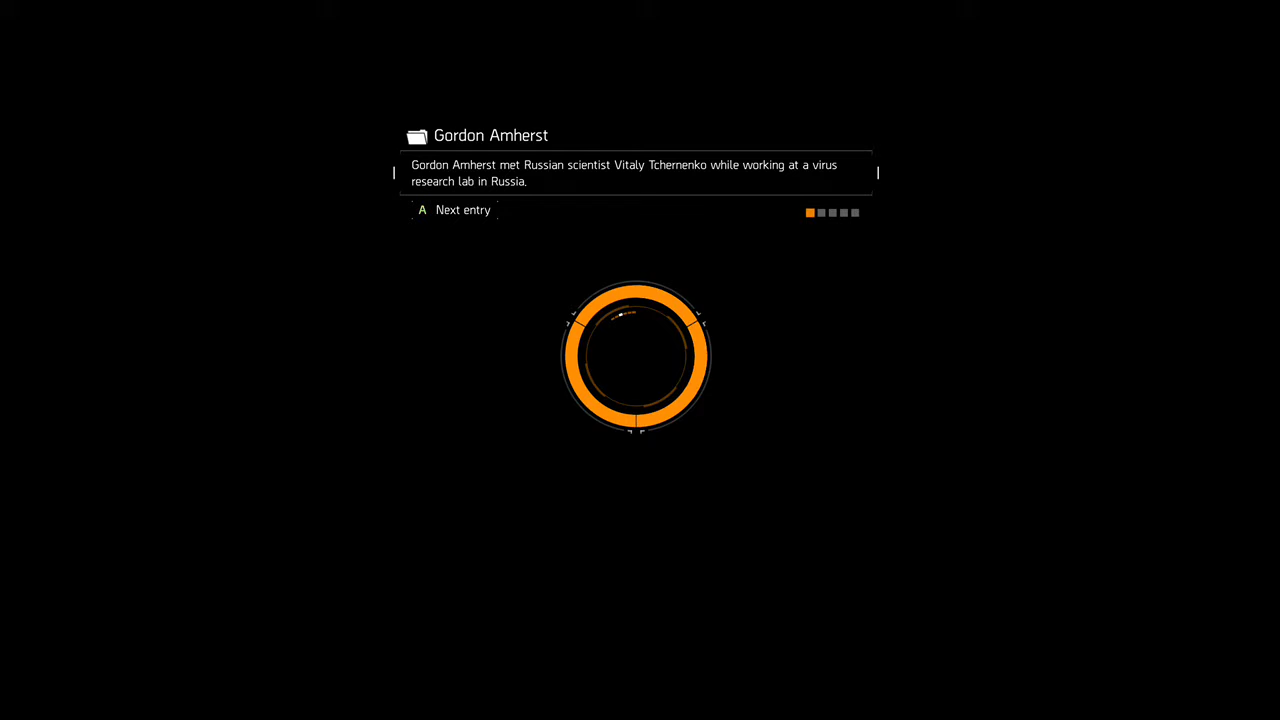 Gordon Amherst
Gordon Amherst met Russian scientist Vitaly Tchernenko while working at a virus
research lab in Russia.
A Next entry